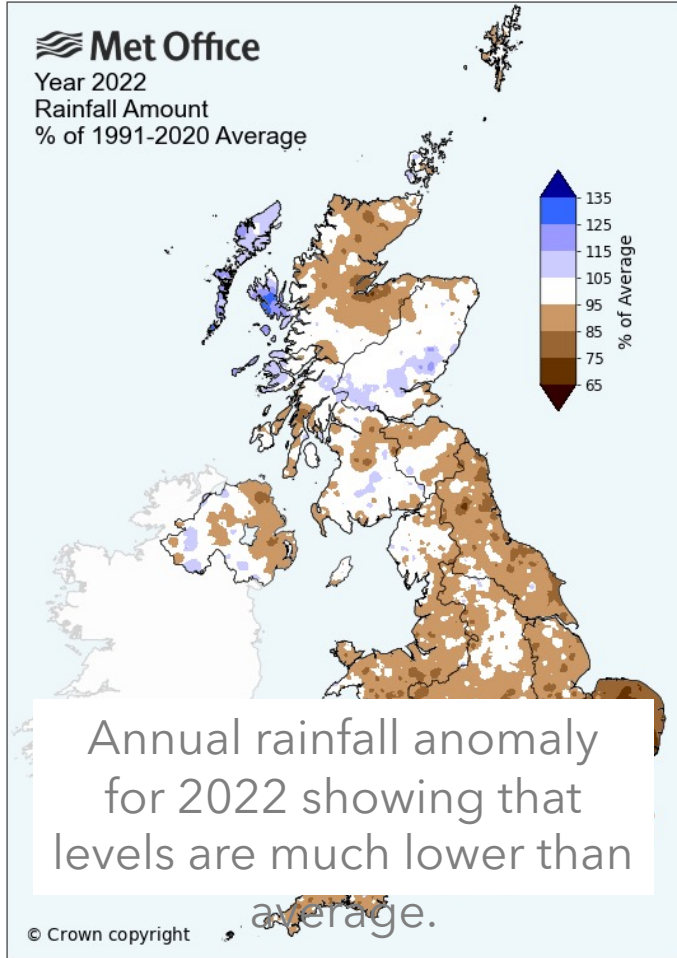 Met Office
Year 2022
Rainfall Amount
% of 1991-2020 Average
135
125
115
105
95
85
75
65
% of Average
Annual rainfall anomaly
for 2022 showing that
levels are much lower than
average.
© Crown copyright